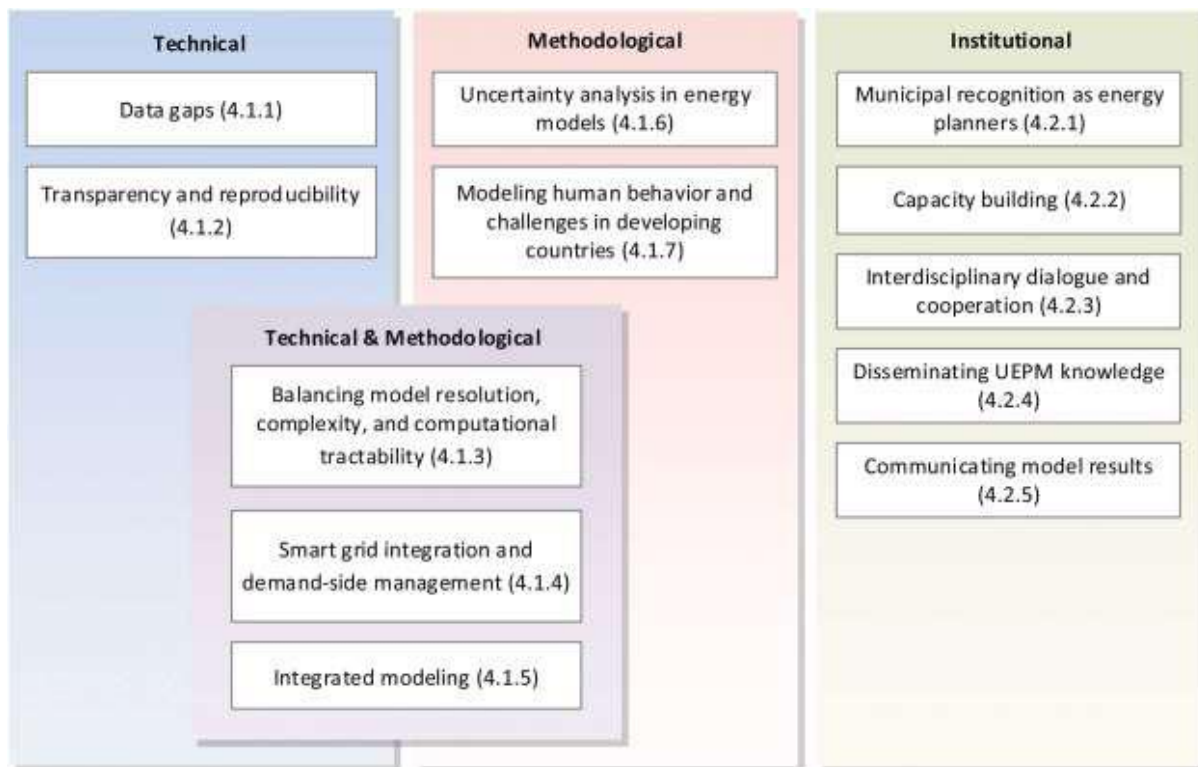 Technical
Data gaps (4.1.1)
Transparency and reproducibility
(4.1.2)
Methodological
Uncertainty analysis in energy
models (4.1.6)
Modeling human behavior and
challenges in developing
countries (4.1.7)
Technical & Methodological
Balancing model resolution,
complexity, and computational
tractability (4.1.3)
Smart grid integration and
demand-side management (4.1.4)
Integrated modeling (4.1.5)
Institutional
Municipal recognition as energy
planners (4.2.1)
Capacity building (4.2.2)
Interdisciplinary dialogue and
cooperation (4.2.3)
Disseminating UEPM knowledge
(4.2.4)
Communicating model results
(4.2.5)